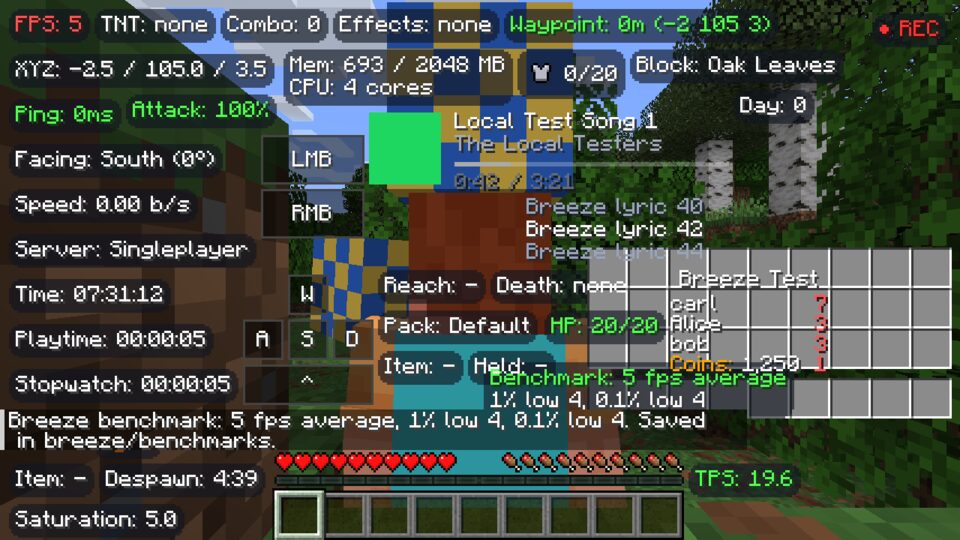 FPS: 5
TNT: none
Combo: 0
Effects: none
Waypoint: 0m (-2 105 3)
● REC
XYZ: -2.5 / 105.0 / 3.5
Mem: 693 / 2048 MB
CPU: 4 cores
0/20
Block: Oak Leaves
Ping: 0ms
Attack: 100%
Day: 0
Local Test Song 1
The Local Testers
0:42 / 3:21
Facing: South (0°)
LMB
Speed: 0.00 b/s
RMB
Breeze lyric 40
Breeze lyric 42
Breeze lyric 44
Server: Singleplayer
Time: 07:31:12
W
Reach: -
Death: none
Breeze Test
carl 7
Alice 3
bob 3
Coins: 1,250 1
Playtime: 00:00:05
A
S
D
Pack: Default
HP: 20/20
Stopwatch: 00:00:05
^
Item: -
Held: -
Benchmark: 5 fps average
1% low 4, 0.1% low 4
Breeze benchmark: 5 fps average, 1% low 4, 0.1% low 4. Saved
in breeze/benchmarks.
Item: -
Despawn: 4:39
TPS: 19.6
Saturation: 5.0